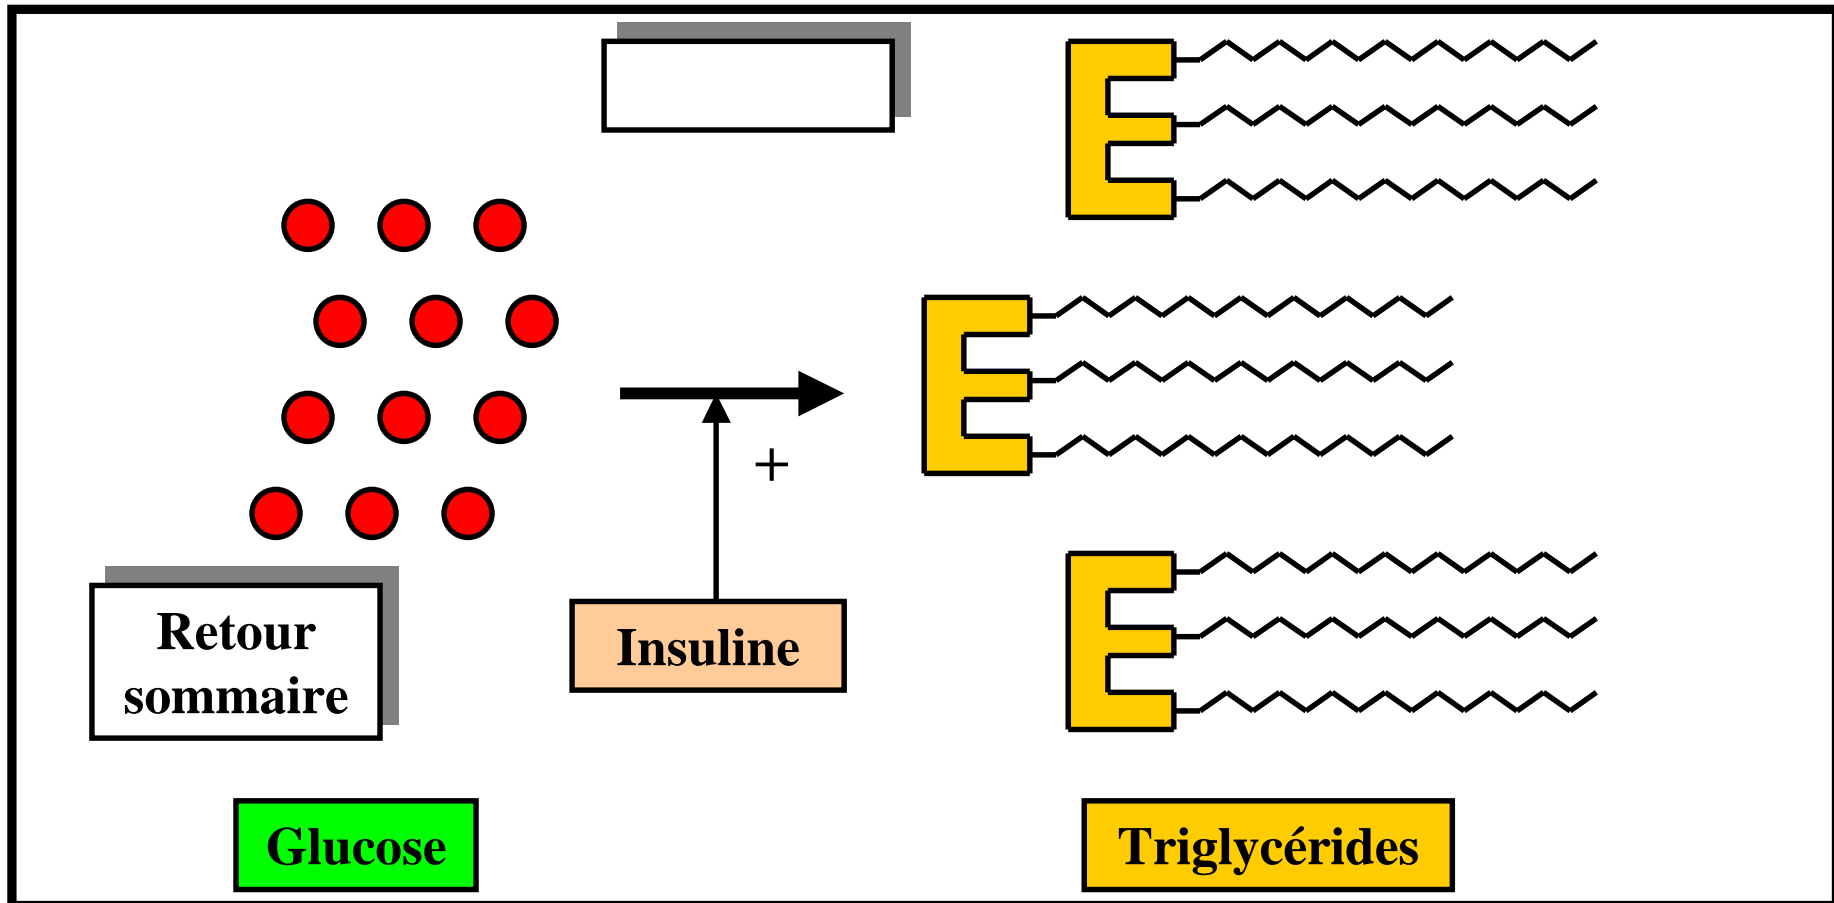 +
Retour
sommaire
Insuline
Glucose
Triglycérides